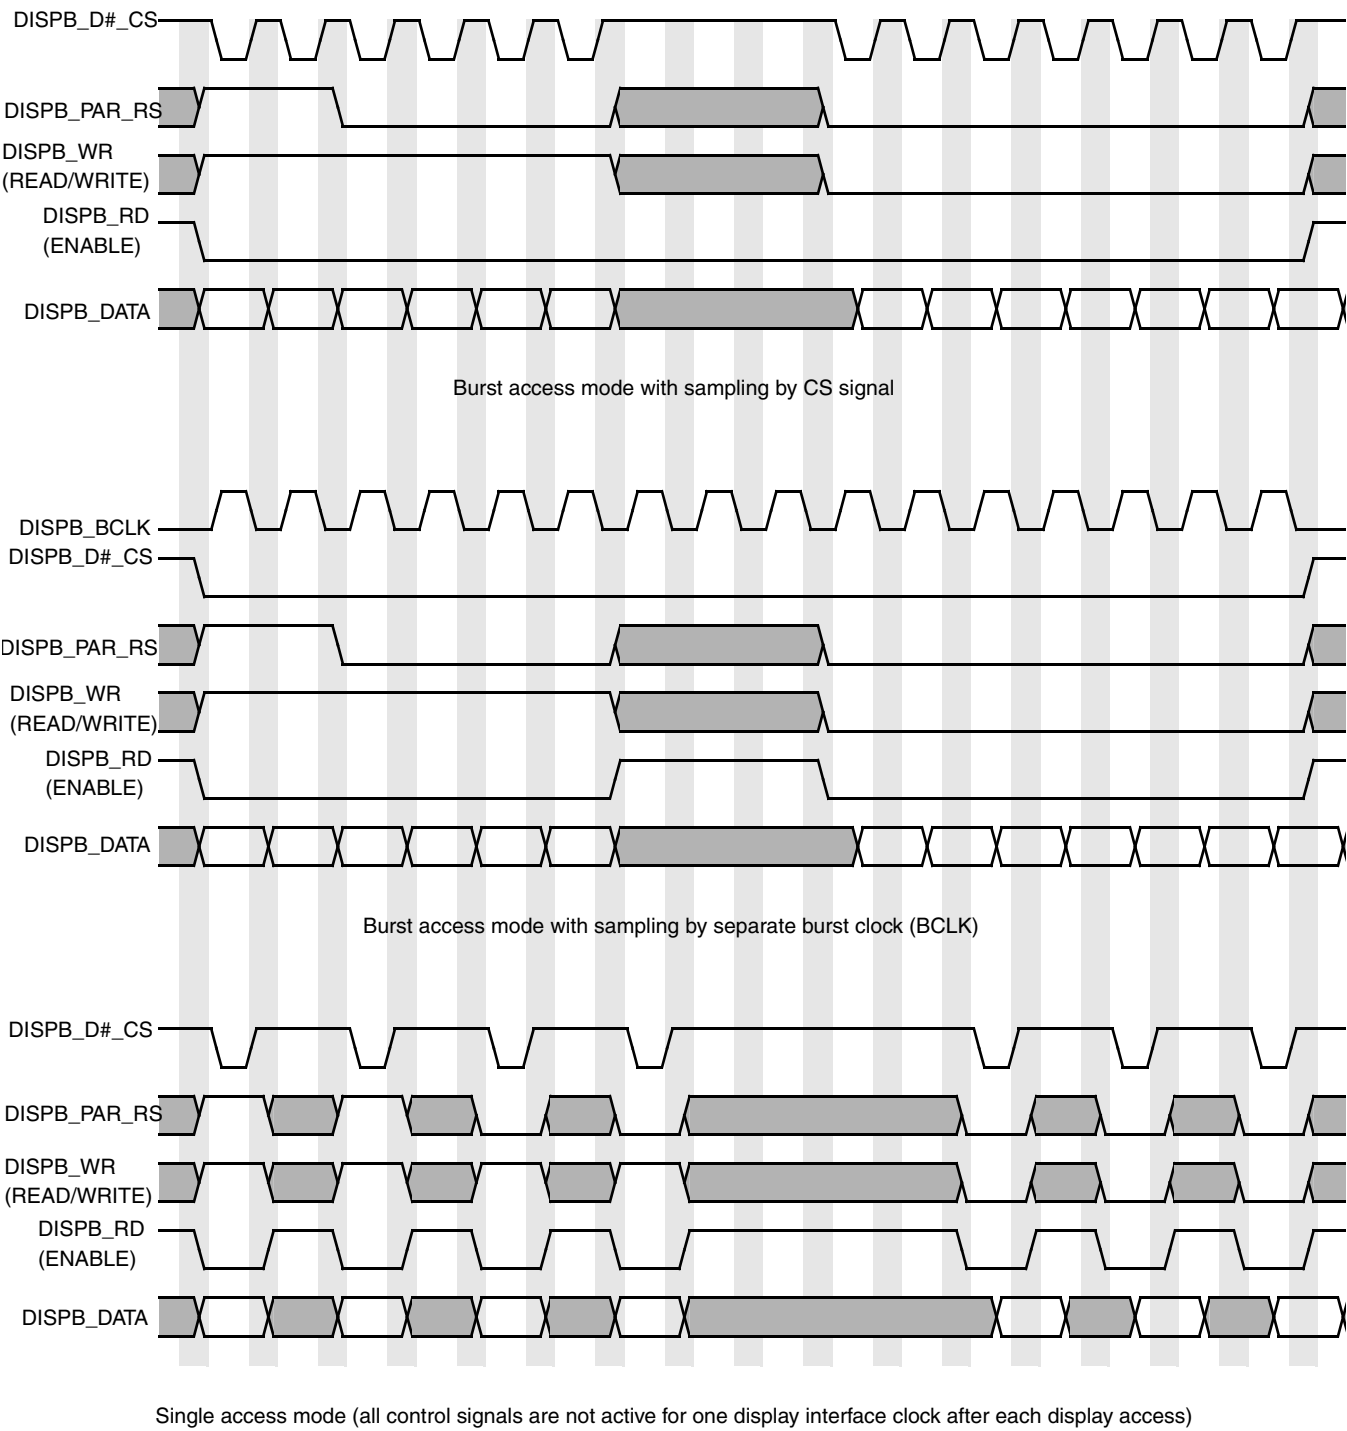 DISPB_D#_CS
DISPB_PAR_RS
DISPB_WR
(READ/WRITE)
DISPB_RD
(ENABLE)
DISPB_DATA
Burst access mode with sampling by CS signal
DISPB_BCLK
DISPB_D#_CS
DISPB_PAR_RS
DISPB_WR
(READ/WRITE)
DISPB_RD
(ENABLE)
DISPB_DATA
Burst access mode with sampling by separate burst clock (BCLK)
DISPB_D#_CS
DISPB_PAR_RS
DISPB_WR
(READ/WRITE)
DISPB_RD
(ENABLE)
DISPB_DATA
Single access mode (all control signals are not active for one display interface clock after each display access)